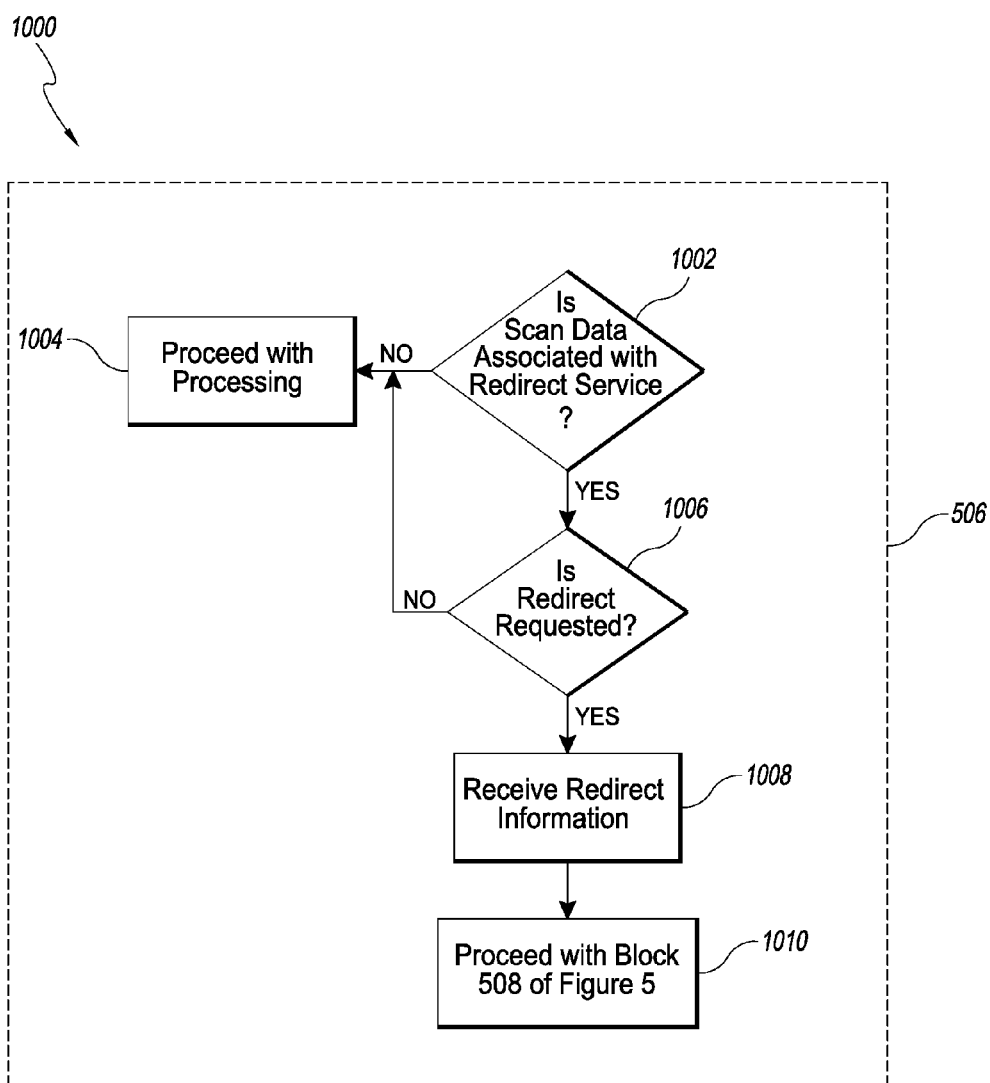 1000
1002
Is
Scan Data
Associated with
Redirect Service
?
NO
1004
Proceed with
Processing
YES
1006
506
Is
Redirect
Requested?
NO
YES
1008
Receive Redirect
Information
1010
Proceed with Block
508 of Figure 5